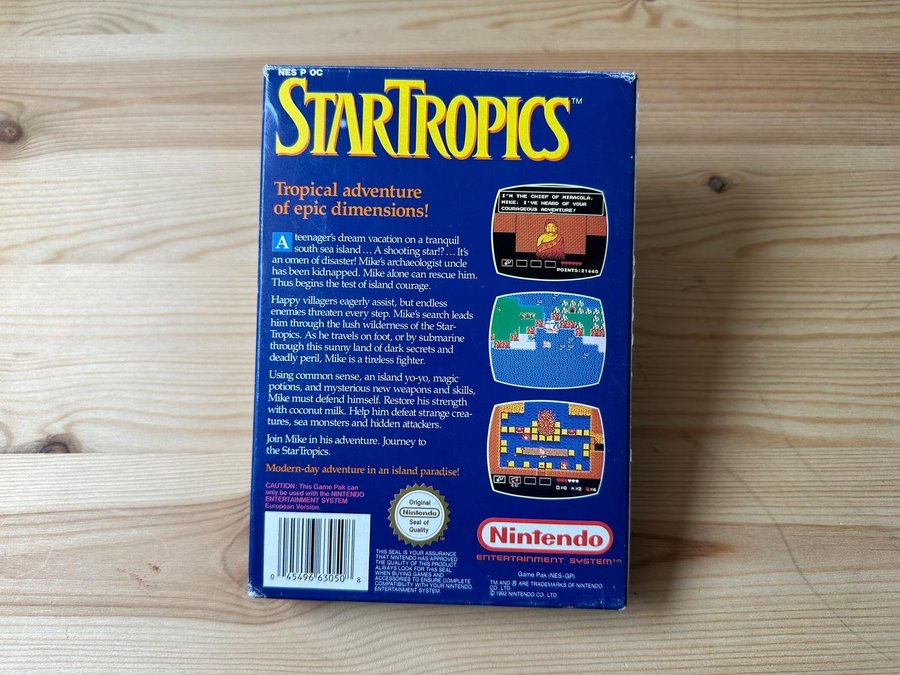 NES P OC
STARTROPICS™
Tropical adventure
of epic dimensions!
A teenager's dream vacation on a tranquil
south sea island . . . A shooting star!? . . . It's
an omen of disaster! Mike's archaeologist uncle
has been kidnapped. Mike alone can rescue him.
Thus begins the test of island courage.
Happy villagers eagerly assist, but endless
enemies threaten every step. Mike's search leads
him through the lush wilderness of the Star-
Tropics. As he travels on foot, or by submarine
through this sunny land of dark secrets and
deadly peril, Mike is a tireless fighter.
Using common sense, an island yo-yo, magic
potions, and mysterious new weapons and skills,
Mike must defend himself. Restore his strength
with coconut milk. Help him defeat strange crea-
tures, sea monsters and hidden attackers.
Join Mike in his adventure. Journey to
the StarTropics.
Modern-day adventure in an island paradise!
I'M THE CHIEF OF MIRACOLA.
MIKE, I'VE HEARD OF YOUR
COURAGEOUS ADVENTURE!
POINTS:21660
CAUTION: This Game Pak can
only be used with the NINTENDO
ENTERTAINMENT SYSTEM
European Version.
0 45496 63050 8
Original
Nintendo
Seal of
Quality
THIS SEAL IS YOUR ASSURANCE
THAT NINTENDO HAS APPROVED
THE QUALITY OF THIS PRODUCT
ALWAYS LOOK FOR THIS SEAL
WHEN BUYING GAMES AND
ACCESSORIES TO ENSURE COMPLETE
COMPATIBILITY WITH YOUR NINTENDO
ENTERTAINMENT SYSTEM
Nintendo
ENTERTAINMENT SYSTEM™
Game Pak (NES-GP)
TM AND ® ARE TRADEMARKS OF NINTENDO
CO. LTD.
© 1992 NINTENDO CO. LTD.